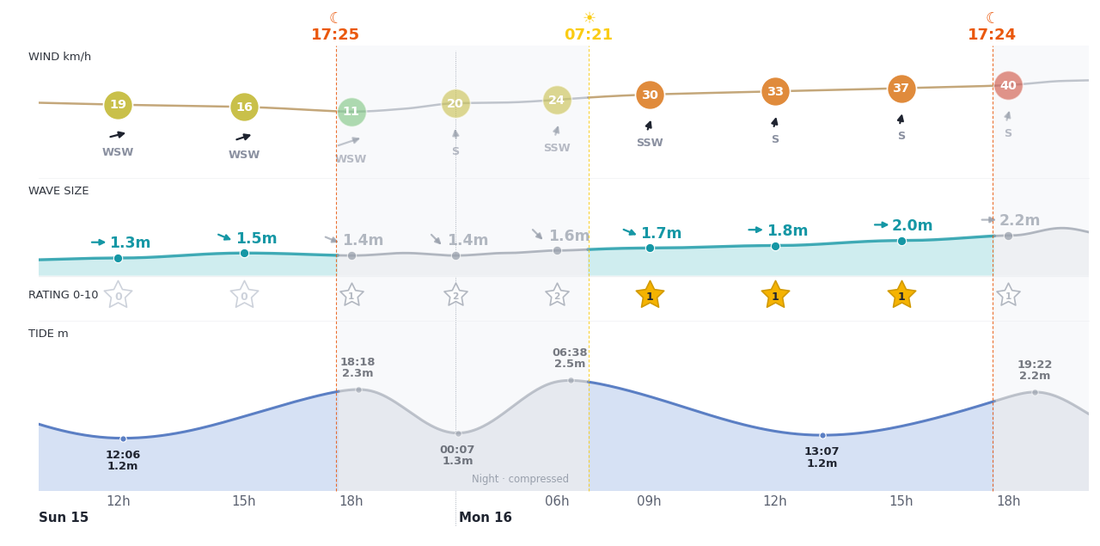 17:25 07:21 17:24
WIND km/h
19 16 11 20 24 30 33 37 40
WSW WSW WSW S SSW SSW S S S
WAVE SIZE
1.3m 1.5m 1.4m 1.4m 1.6m 1.7m 1.8m 2.0m 2.2m
RATING 0-10 0 0 1 2 2 1 1 1 1
TIDE m
18:18 06:38 19:22
2.3m 2.5m 2.2m
12:06 00:07 13:07
1.2m 1.3m 1.2m
Night · compressed
12h 15h 18h 06h 09h 12h 15h 18h
Sun 15 Mon 16